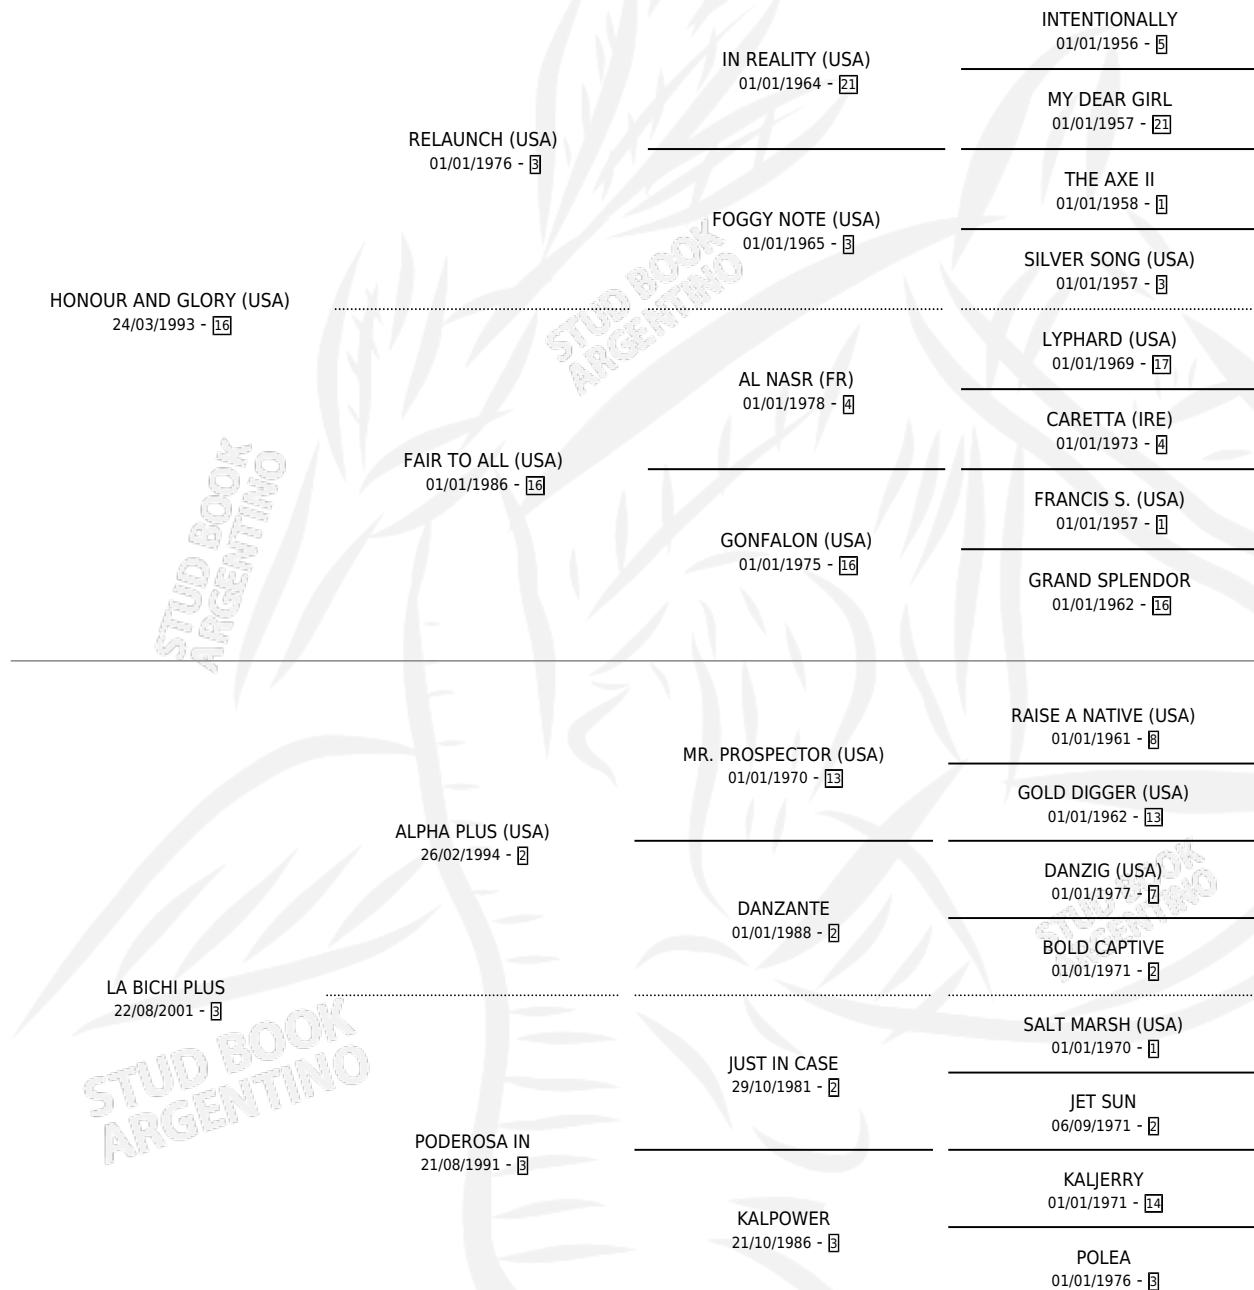 INTENTIONALLY
01/01/1956 - 5
IN REALITY (USA)
01/01/1964 - 21
MY DEAR GIRL
01/01/1957 - 21
RELAUNCH (USA)
01/01/1976 - 3
THE AXE II
01/01/1958 - 1
FOGGY NOTE (USA)
01/01/1965 - 3
SILVER SONG (USA)
01/01/1957 - 3
HONOUR AND GLORY (USA)
24/03/1993 - 16
LYPHARD (USA)
01/01/1969 - 17
AL NASR (FR)
01/01/1978 - 4
CARETTA (IRE)
01/01/1973 - 4
FAIR TO ALL (USA)
01/01/1986 - 16
FRANCIS S. (USA)
01/01/1957 - 1
GONFALON (USA)
01/01/1975 - 16
GRAND SPLENDOR
01/01/1962 - 16
RAISE A NATIVE (USA)
01/01/1961 - 8
MR. PROSPECTOR (USA)
01/01/1970 - 13
GOLD DIGGER (USA)
01/01/1962 - 13
ALPHA PLUS (USA)
26/02/1994 - 2
DANZIG (USA)
01/01/1977 - 7
DANZANTE
01/01/1988 - 2
BOLD CAPTIVE
01/01/1971 - 2
LA BICHI PLUS
22/08/2001 - 3
SALT MARSH (USA)
01/01/1970 - 1
JUST IN CASE
29/10/1981 - 2
JET SUN
06/09/1971 - 2
PODEROSA IN
21/08/1991 - 3
KALJERRY
01/01/1971 - 14
KALPOWER
21/10/1986 - 3
POLEA
01/01/1976 - 3
STUD BOOK
ARGENTINO
STUD BOOK
ARGENTINO
STUD BOOK
ARGENTINO
STUD BOOK
ARGENTINO